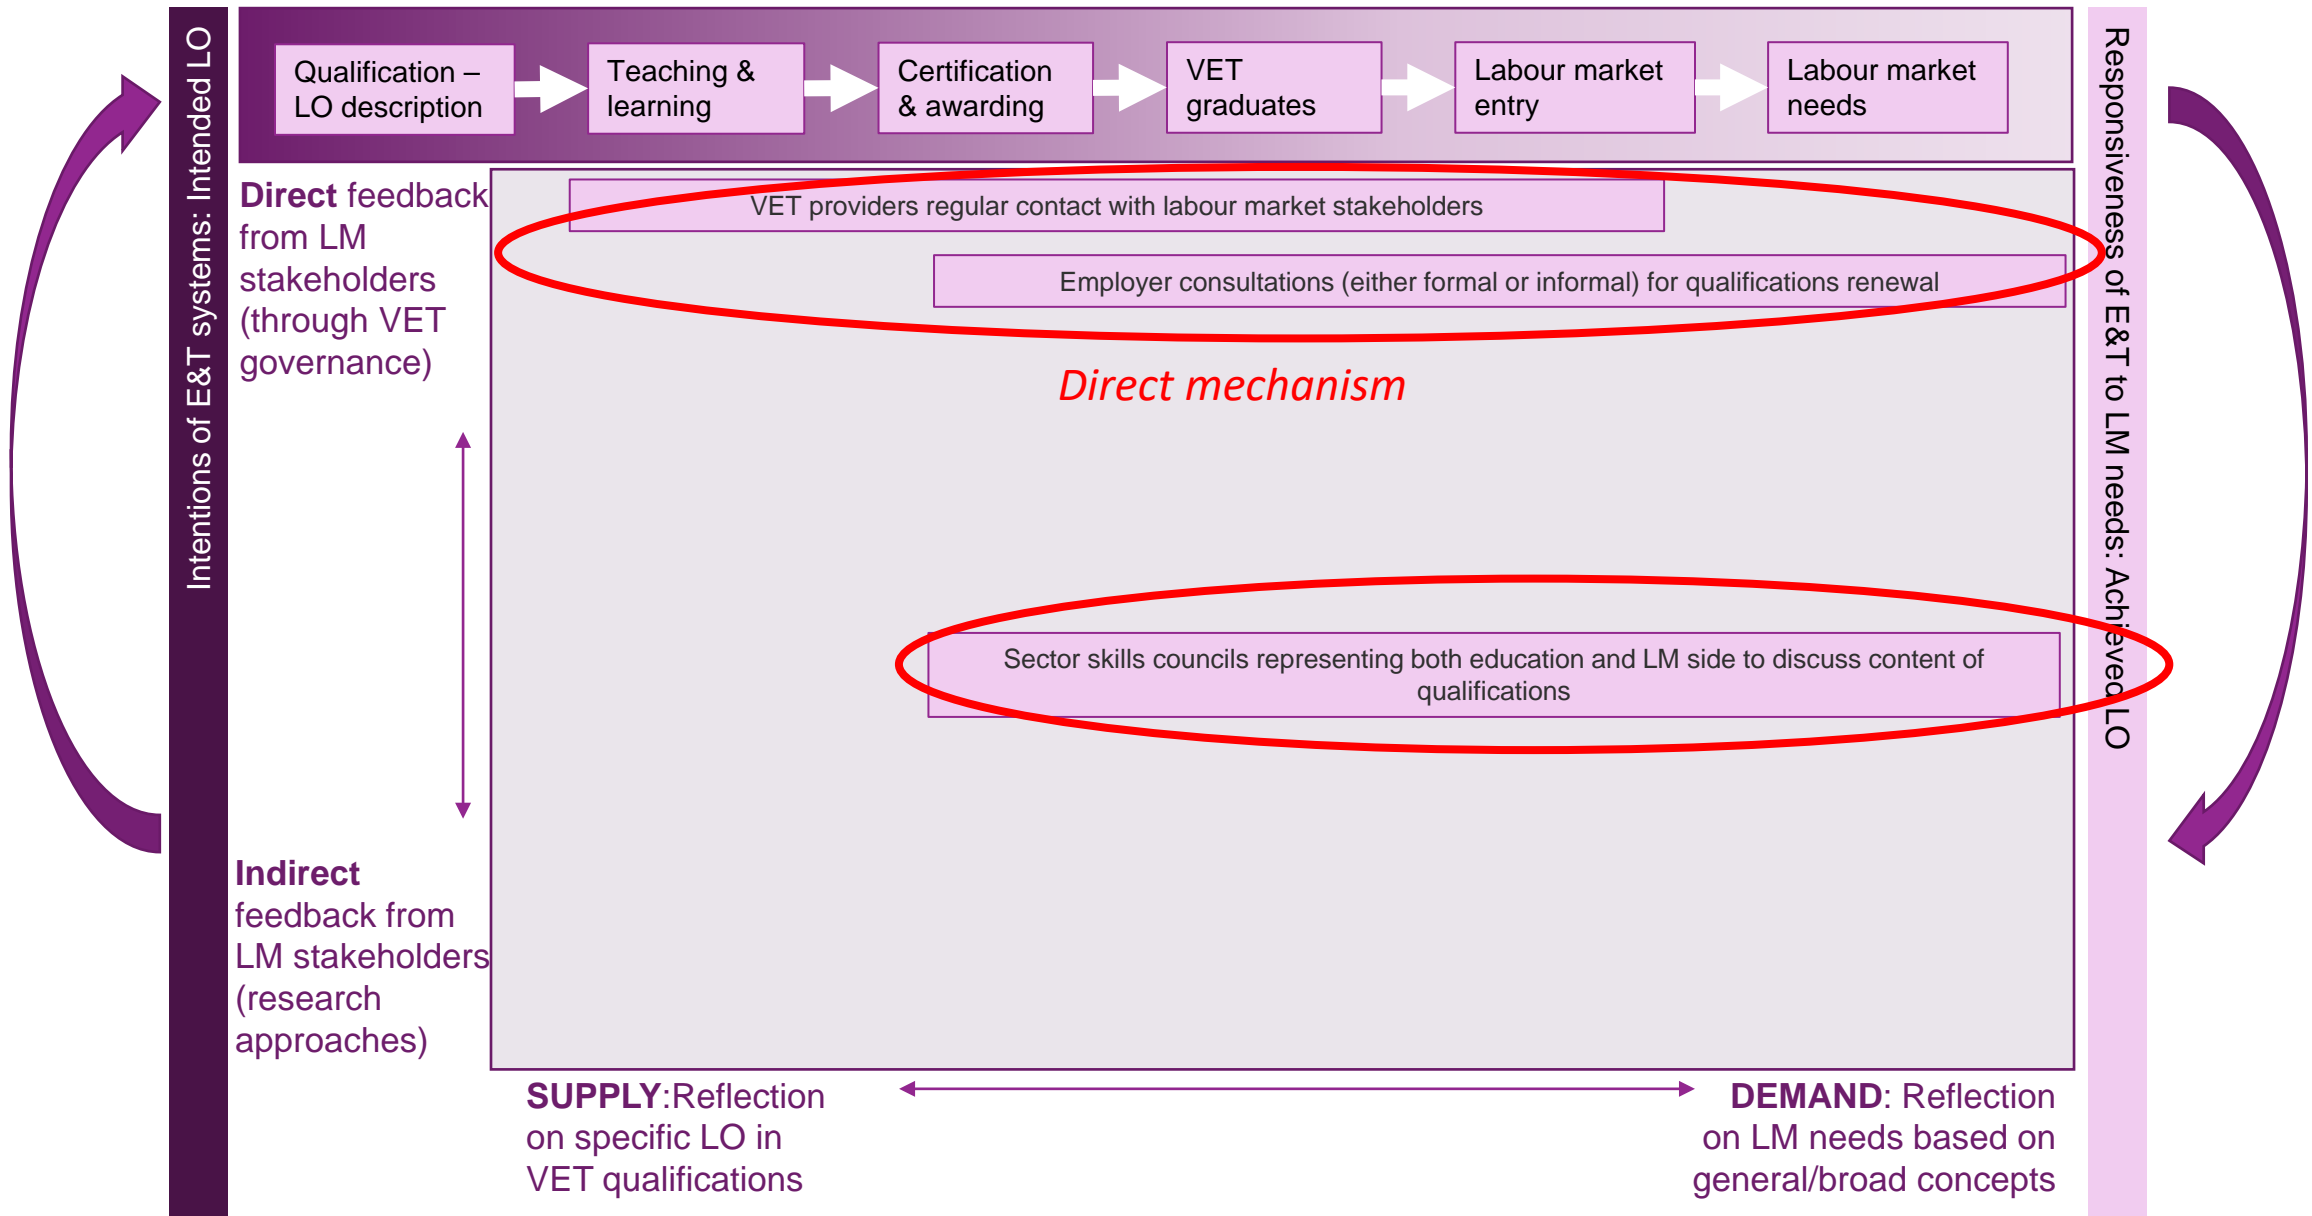 Intentions of E&T systems: Intended LO
Qualification –
LO description
Teaching &
learning
Certification
& awarding
VET
graduates
Labour market
entry
Labour market
needs
Responsiveness of E&T to LM needs: Achieved LO
Direct feedback
from LM
stakeholders
(through VET
governance)
VET providers regular contact with labour market stakeholders
Employer consultations (either formal or informal) for qualifications renewal
Direct mechanism
Sector skills councils representing both education and LM side to discuss content of
qualifications
Indirect
feedback from
LM stakeholders
(research
approaches)
SUPPLY:Reflection
on specific LO in
VET qualifications
DEMAND: Reflection
on LM needs based on
general/broad concepts